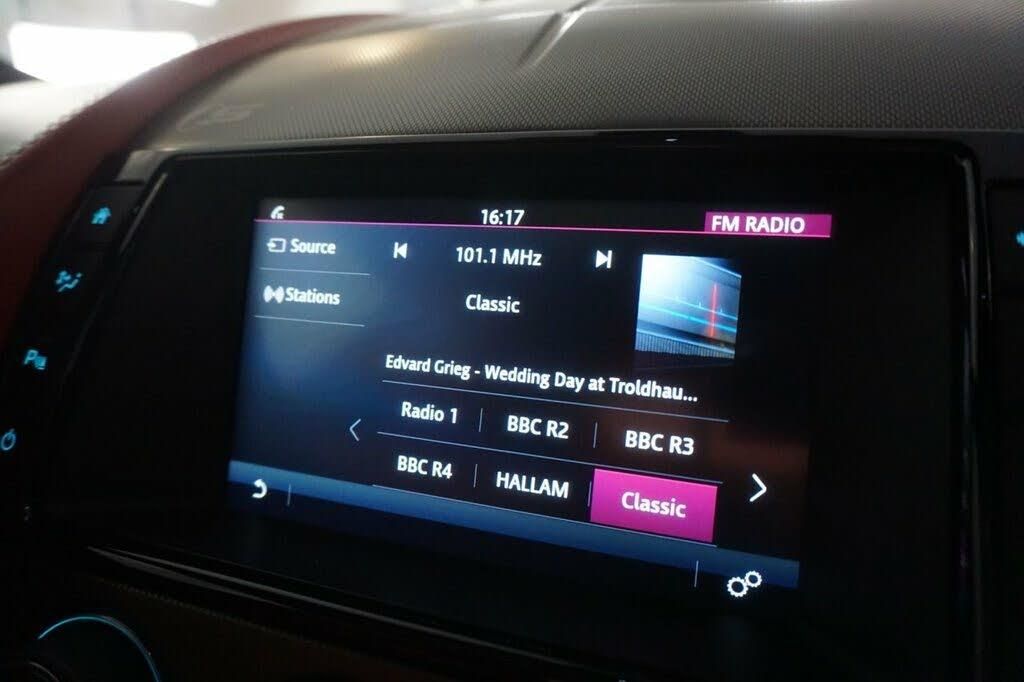 16:17
FM RADIO
Source
101.1 MHz
Stations
Classic
Edvard Grieg - Wedding Day at Troldhau...
Radio 1
BBC R2
BBC R3
BBC R4
HALLAM
Classic
P